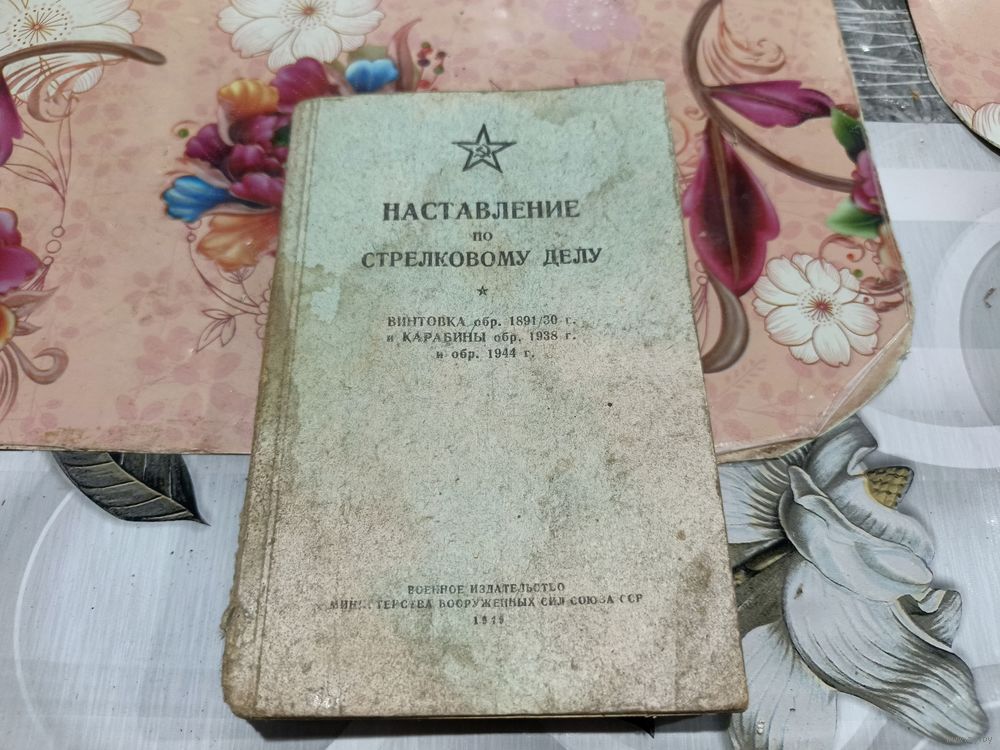 НАСТАВЛЕНИЕ
ПО
СТРЕЛКОВОМУ ДЕЛУ
ВИНТОВКА обр. 1891/30 г.
и КАРАБИНЫ обр. 1938 г.
и обр. 1944 г.
ВОЕННОЕ ИЗДАТЕЛЬСТВО
МИНИСТЕРСТВА ВООРУЖЕННЫХ СИЛ СОЮЗА ССР
1949